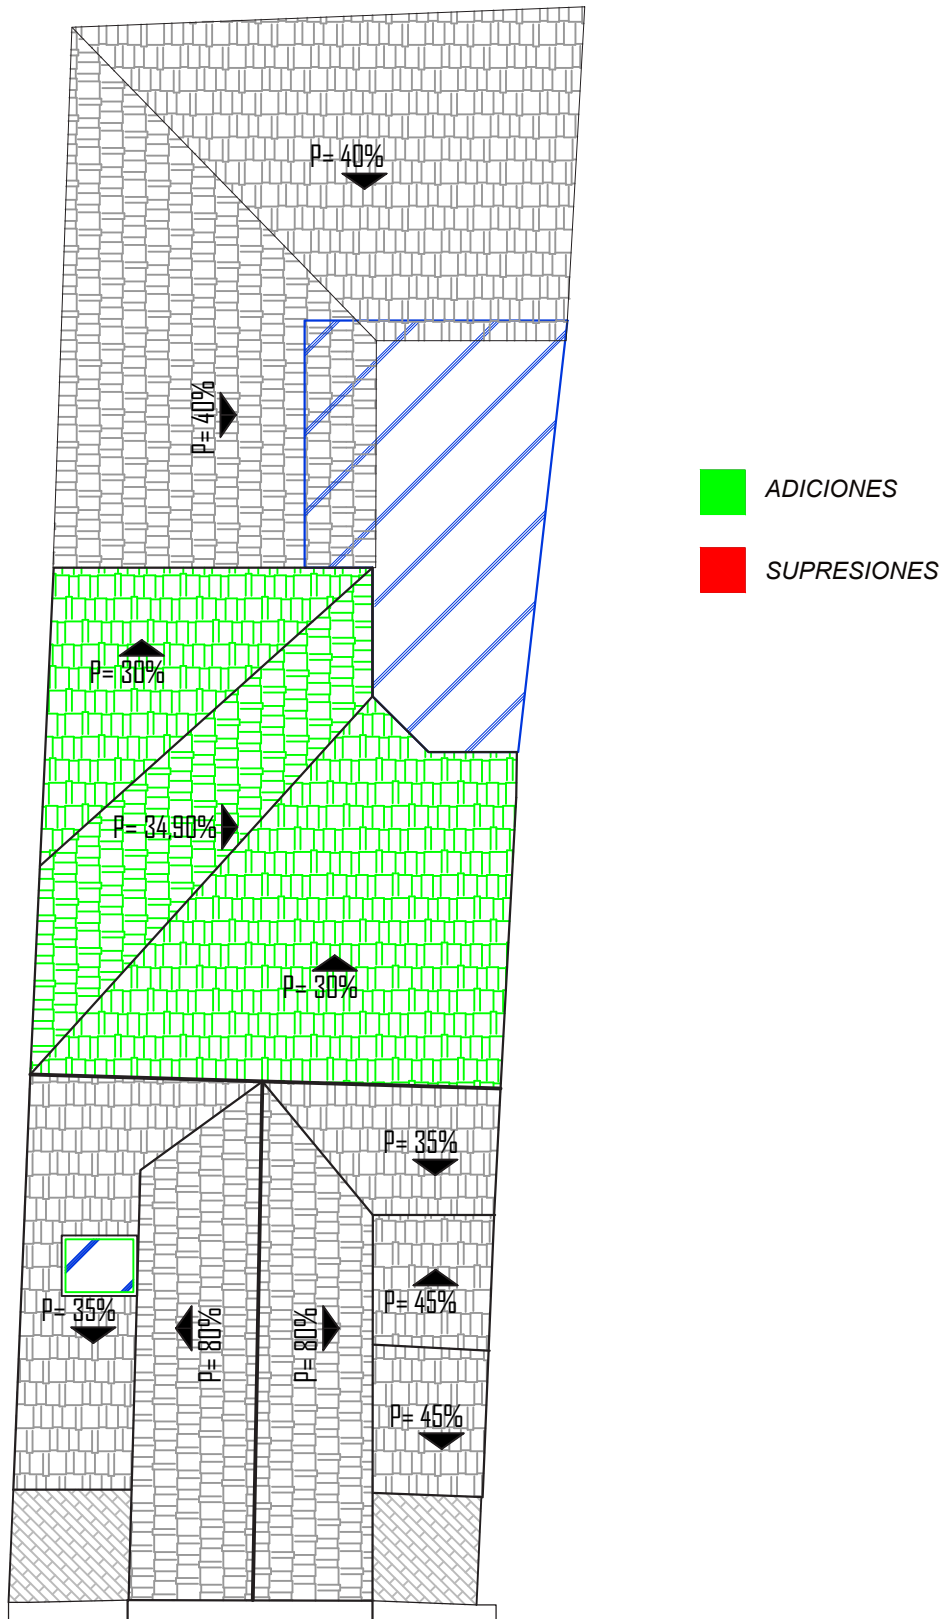 P= 40%
P= 40%
ADICIONES
SUPRESIONES
P= 30%
P= 34,90%
P= 30%
P= 35%
P= 45%
P= 35%
P= 80%
P= 80%
P= 45%